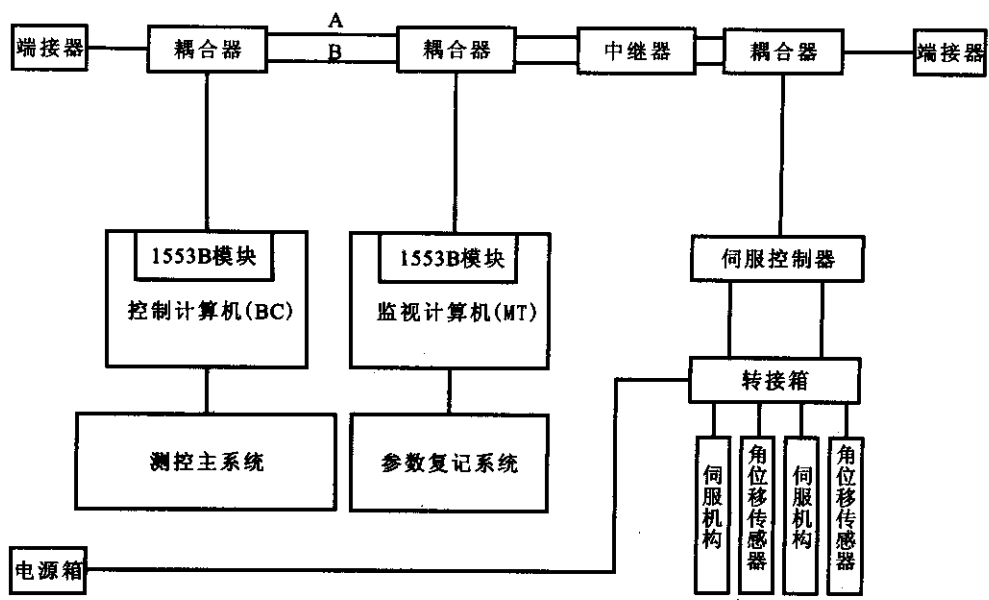 A
端接器
耦合器
B
耦合器
中继器
耦合器
端接器
1553B模块
控制计算机(BC)
1553B模块
监视计算机(MT)
伺服控制器
转接箱
测控主系统
参数复记系统
伺服机构
角位移传感器
伺服机构
角位移传感器
电源箱